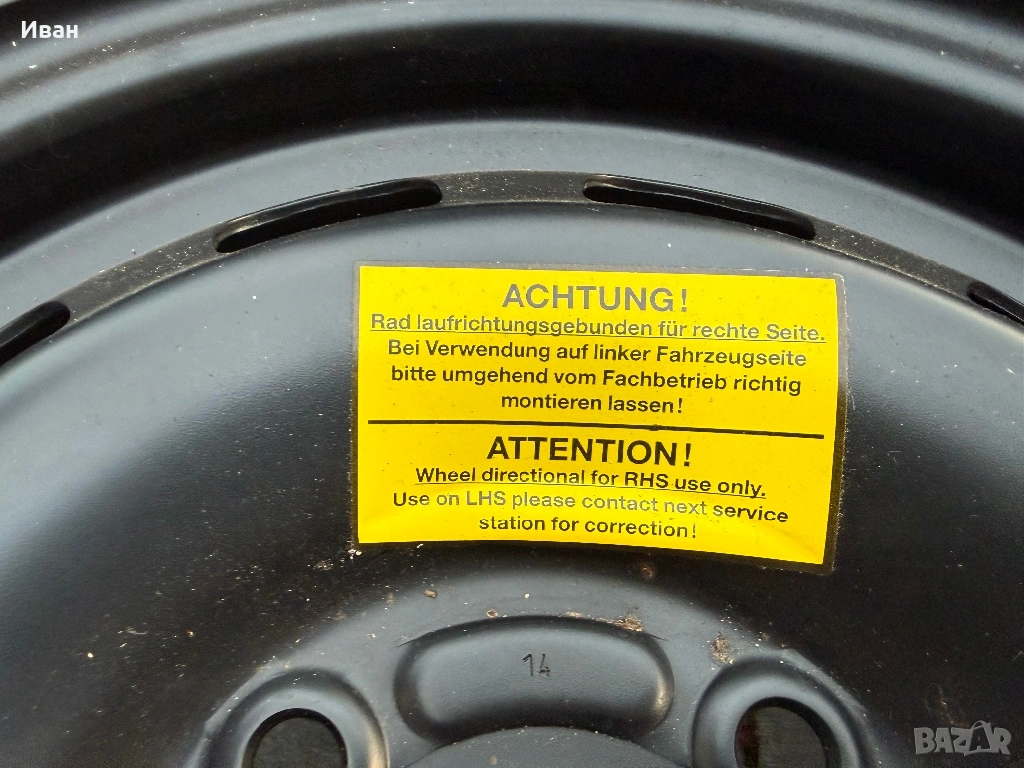 Иван
ACHTUNG!
Rad laufrichtungsgebunden für rechte Seite.
Bei Verwendung auf linker Fahrzeugseite
bitte umgehend vom Fachbetrieb richtig
montieren lassen!
ATTENTION!
Wheel directional for RHS use only.
Use on LHS please contact next service
station for correction!
14
BAZAR